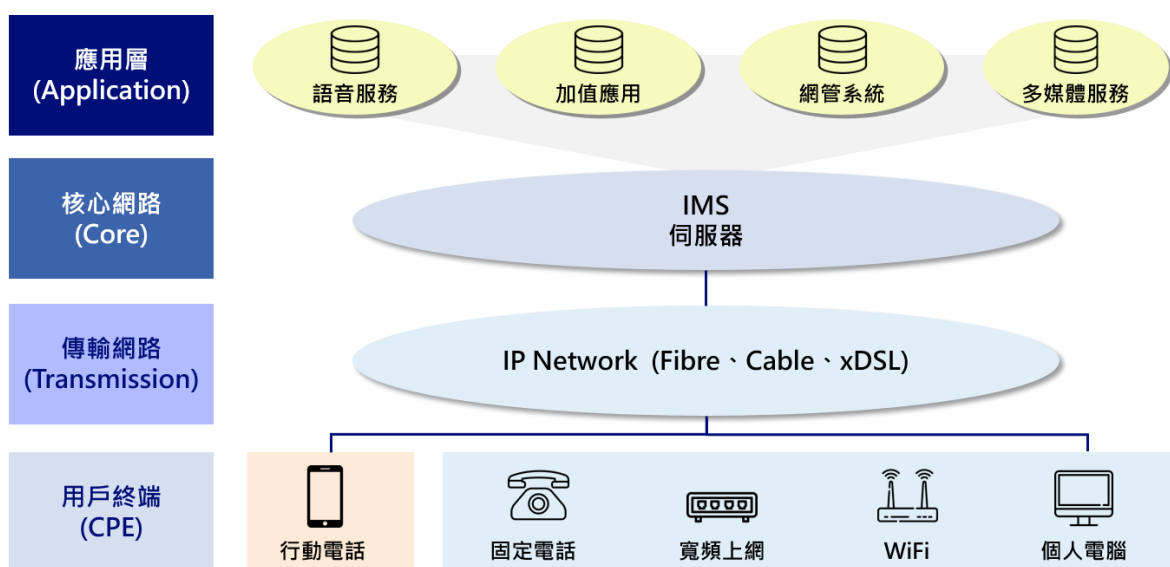 應用層
(Application)
語音服務
加值應用
網管系統
多媒體服務
核心網路
(Core)
IMS
伺服器
傳輸網路
(Transmission)
IP Network (Fibre、Cable、xDSL)
用戶終端
(CPE)
行動電話
固定電話
寬頻上網
WiFi
個人電腦